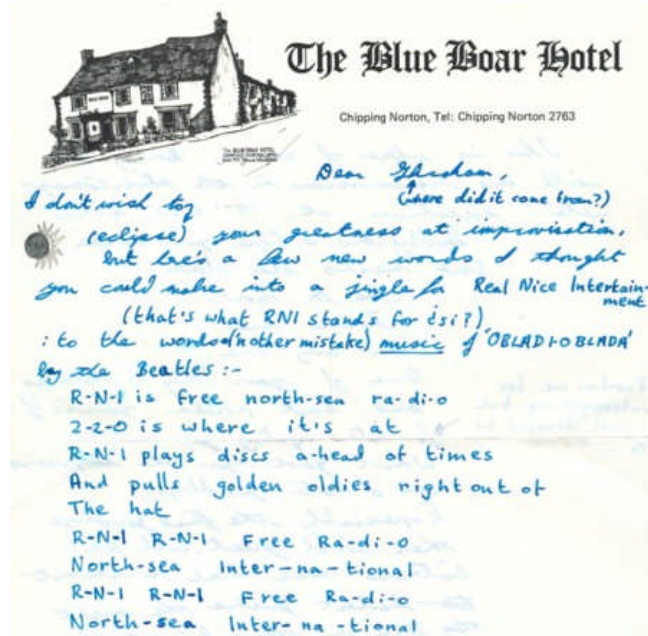 The Blue Boar Hotel
Chipping Norton, Tel: Chipping Norton 2763
Dear Ghraham,
(where did it come from?)
I don't wish to
(eclipse) your greatness at improvisation,
but here's a few new words I thought
you could make into a jingle for Real Nice Intertain-
ment
(that's what RNI stands for isi?)
: to the words (another mistake) music of 'OBLADI-OBLADA'
by the Beatles :-
R-N-I is free north-sea ra-di-o
2-2-0 is where it's at
R-N-I plays discs a-head of times
And pulls golden oldies right out of
The hat
R-N-I R-N-I Free Ra-di-o
North-sea Inter-na-tional
R-N-I R-N-I Free Ra-di-o
North-sea Inter-na-tional